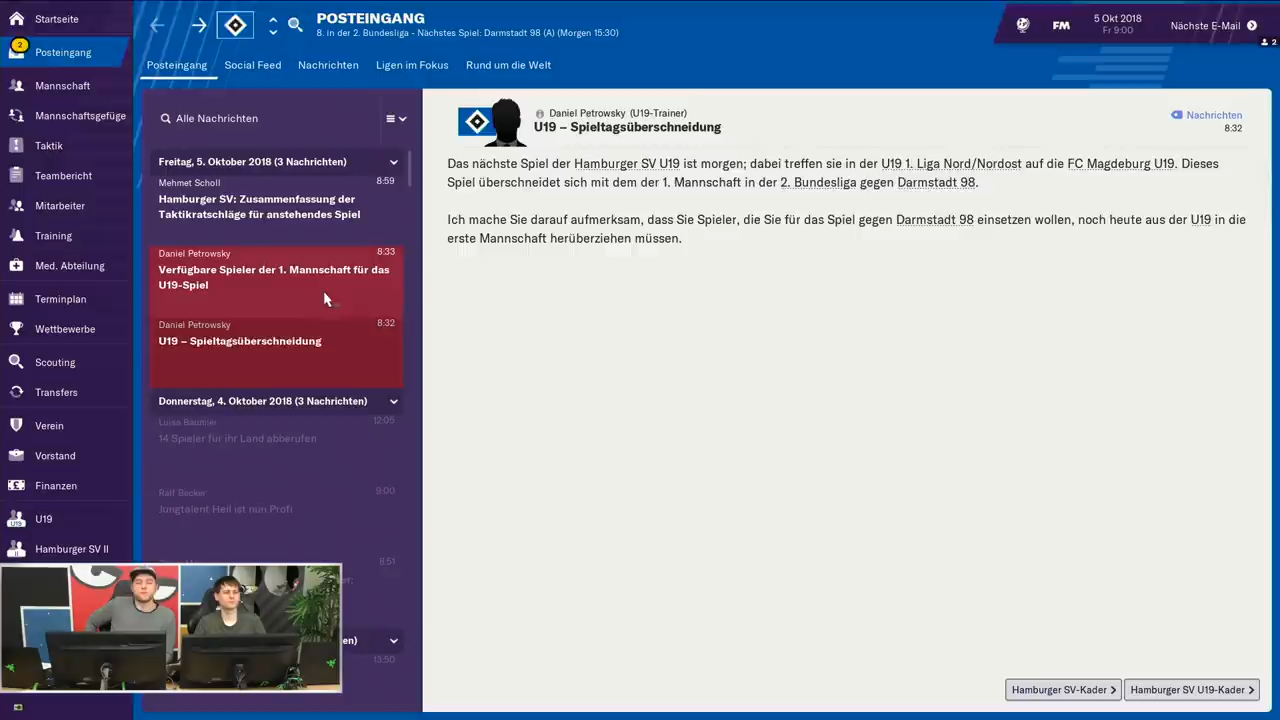 POSTEINGANG
8. in der 2. Bundesliga - Nächstes Spiel: Darmstadt 98 (A) (Morgen 15:30)
FM
5 Okt 2018
Fr 9:00
Nächste E-Mail
2
Posteingang
Social Feed
Nachrichten
Ligen im Fokus
Rund um die Welt
Startseite
2
Posteingang
Mannschaft
Mannschaftsgefüge
Taktik
Teambericht
Mitarbeiter
Training
Med. Abteilung
Terminplan
Wettbewerbe
Scouting
Transfers
Verein
Vorstand
Finanzen
U19
U19
Hamburger SV II
Alle Nachrichten
Freitag, 5. Oktober 2018 (3 Nachrichten)
Mehmet Scholl
8:59
Hamburger SV: Zusammenfassung der
Taktikratschläge für anstehendes Spiel
Daniel Petrowsky
8:33
Verfügbare Spieler der 1. Mannschaft für das
U19-Spiel
Daniel Petrowsky
8:32
U19 – Spieltagsüberschneidung
Donnerstag, 4. Oktober 2018 (3 Nachrichten)
12:05
14 Spieler für ihr Land abberufen
Ralf Becker
9:00
Jungtalent Heil ist nun Profi
8:51
en)
13:50
Daniel Petrowsky (U19-Trainer)
U19 – Spieltagsüberschneidung
Nachrichten
8:32
Das nächste Spiel der Hamburger SV U19 ist morgen; dabei treffen sie in der U19 1. Liga Nord/Nordost auf die FC Magdeburg U19. Dieses
Spiel überschneidet sich mit dem der 1. Mannschaft in der 2. Bundesliga gegen Darmstadt 98.
Ich mache Sie darauf aufmerksam, dass Sie Spieler, die Sie für das Spiel gegen Darmstadt 98 einsetzen wollen, noch heute aus der U19 in die
erste Mannschaft herüberziehen müssen.
Hamburger SV-Kader
Hamburger SV U19-Kader